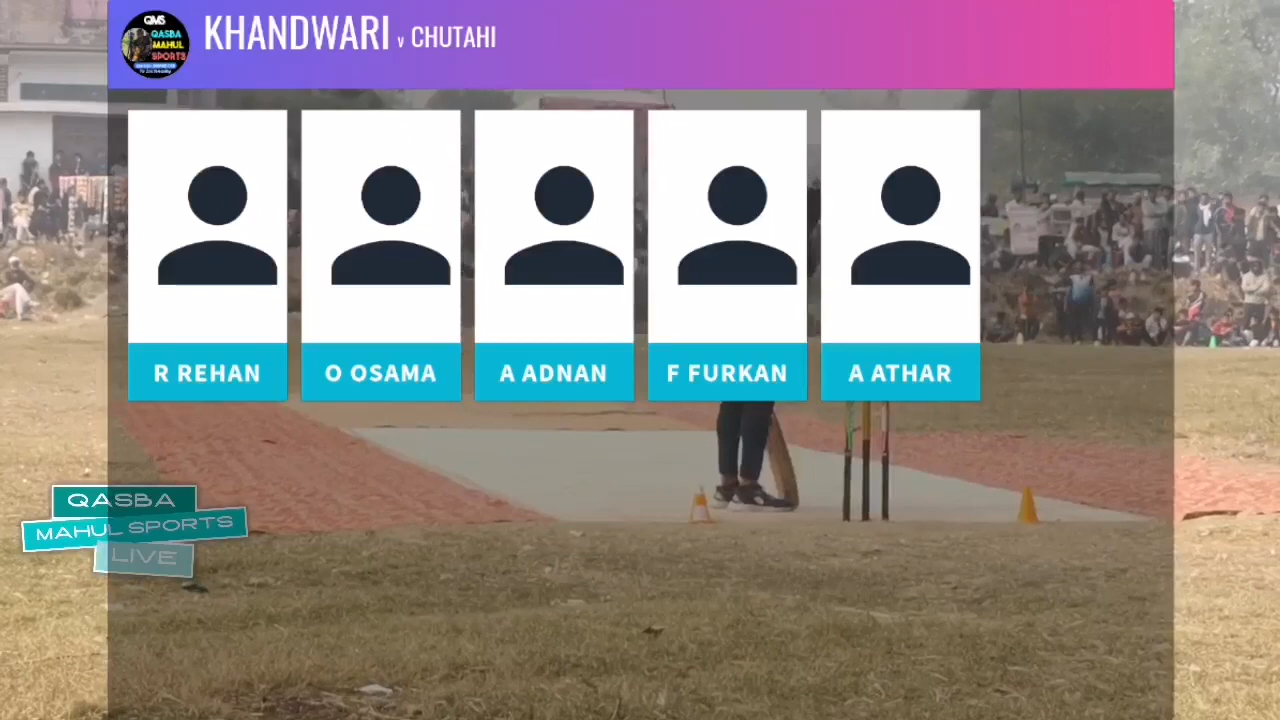 QMS
QASBA
MAHUL
SPORTS
KHANDWARI v CHUTAHI
R REHAN
O OSAMA
A ADNAN
F FURKAN
A ATHAR
QASBA
MAHUL SPORTS
LIVE